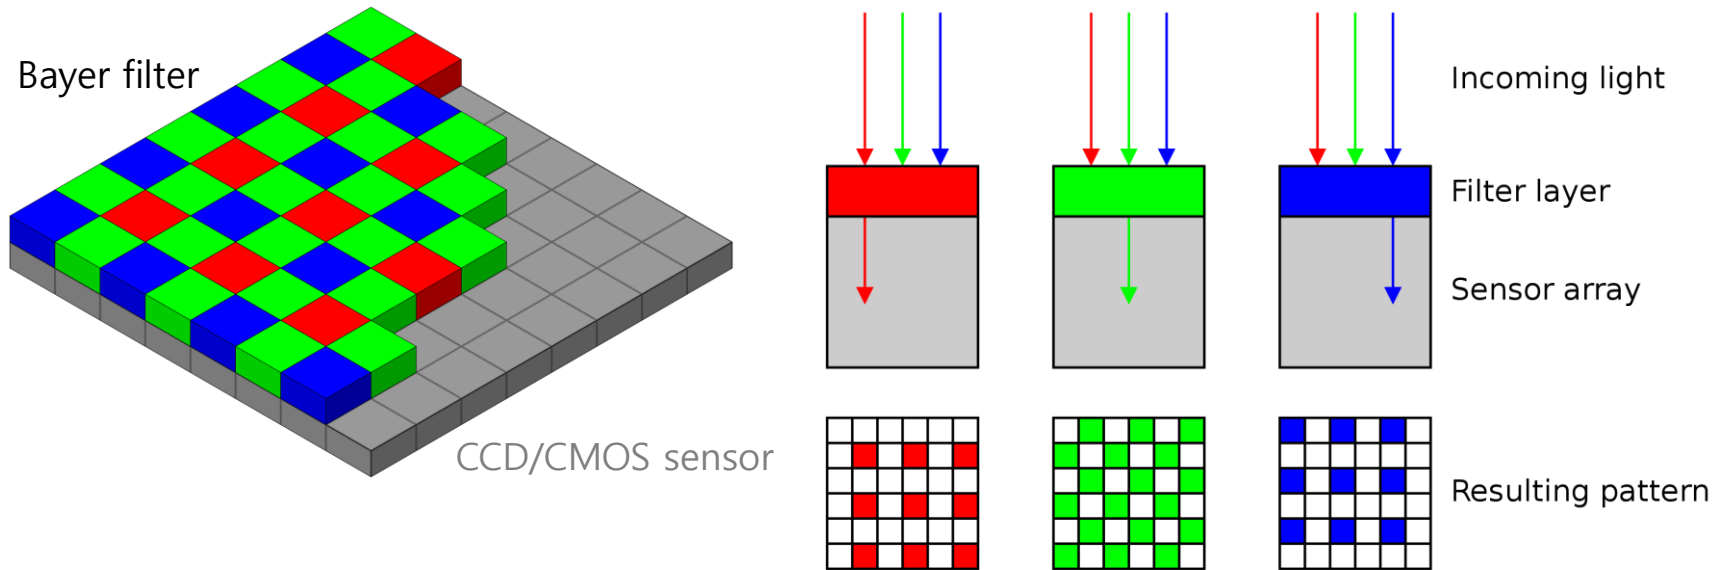 Bayer filter
CCD/CMOS sensor
Incoming light
Filter layer
Sensor array
Resulting pattern